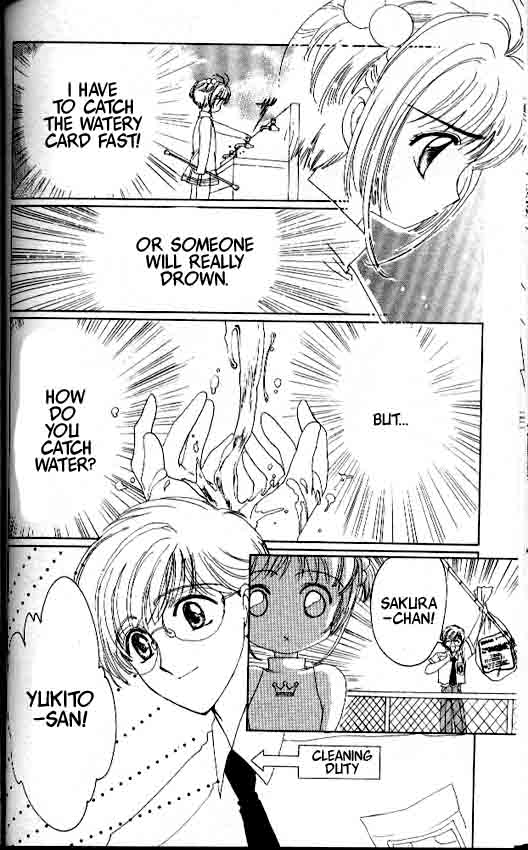 I HAVE
TO CATCH
THE WATERY
CARD FAST!
OR SOMEONE
WILL REALLY
DROWN.
BUT...
HOW
DO
YOU
CATCH
WATER?
SAKURA
-CHAN!
YUKITO
-SAN!
CLEANING
DUTY